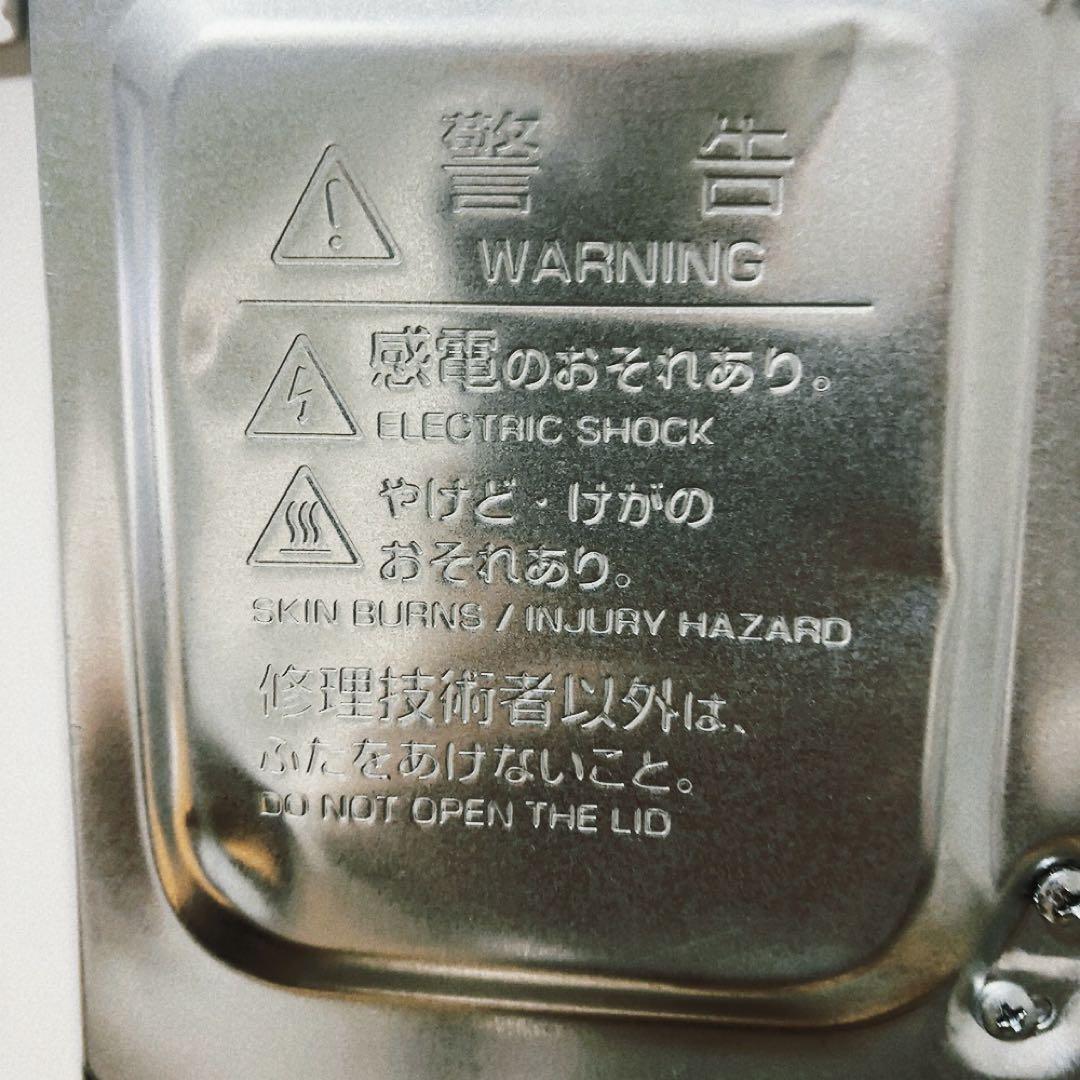 警告
WARNING
感電のおそれあり。
ELECTRIC SHOCK
やけど・けがの
おそれあり。
SKIN BURNS / INJURY HAZARD
修理技術者以外は、
ふたをあけないこと。
DO NOT OPEN THE LID